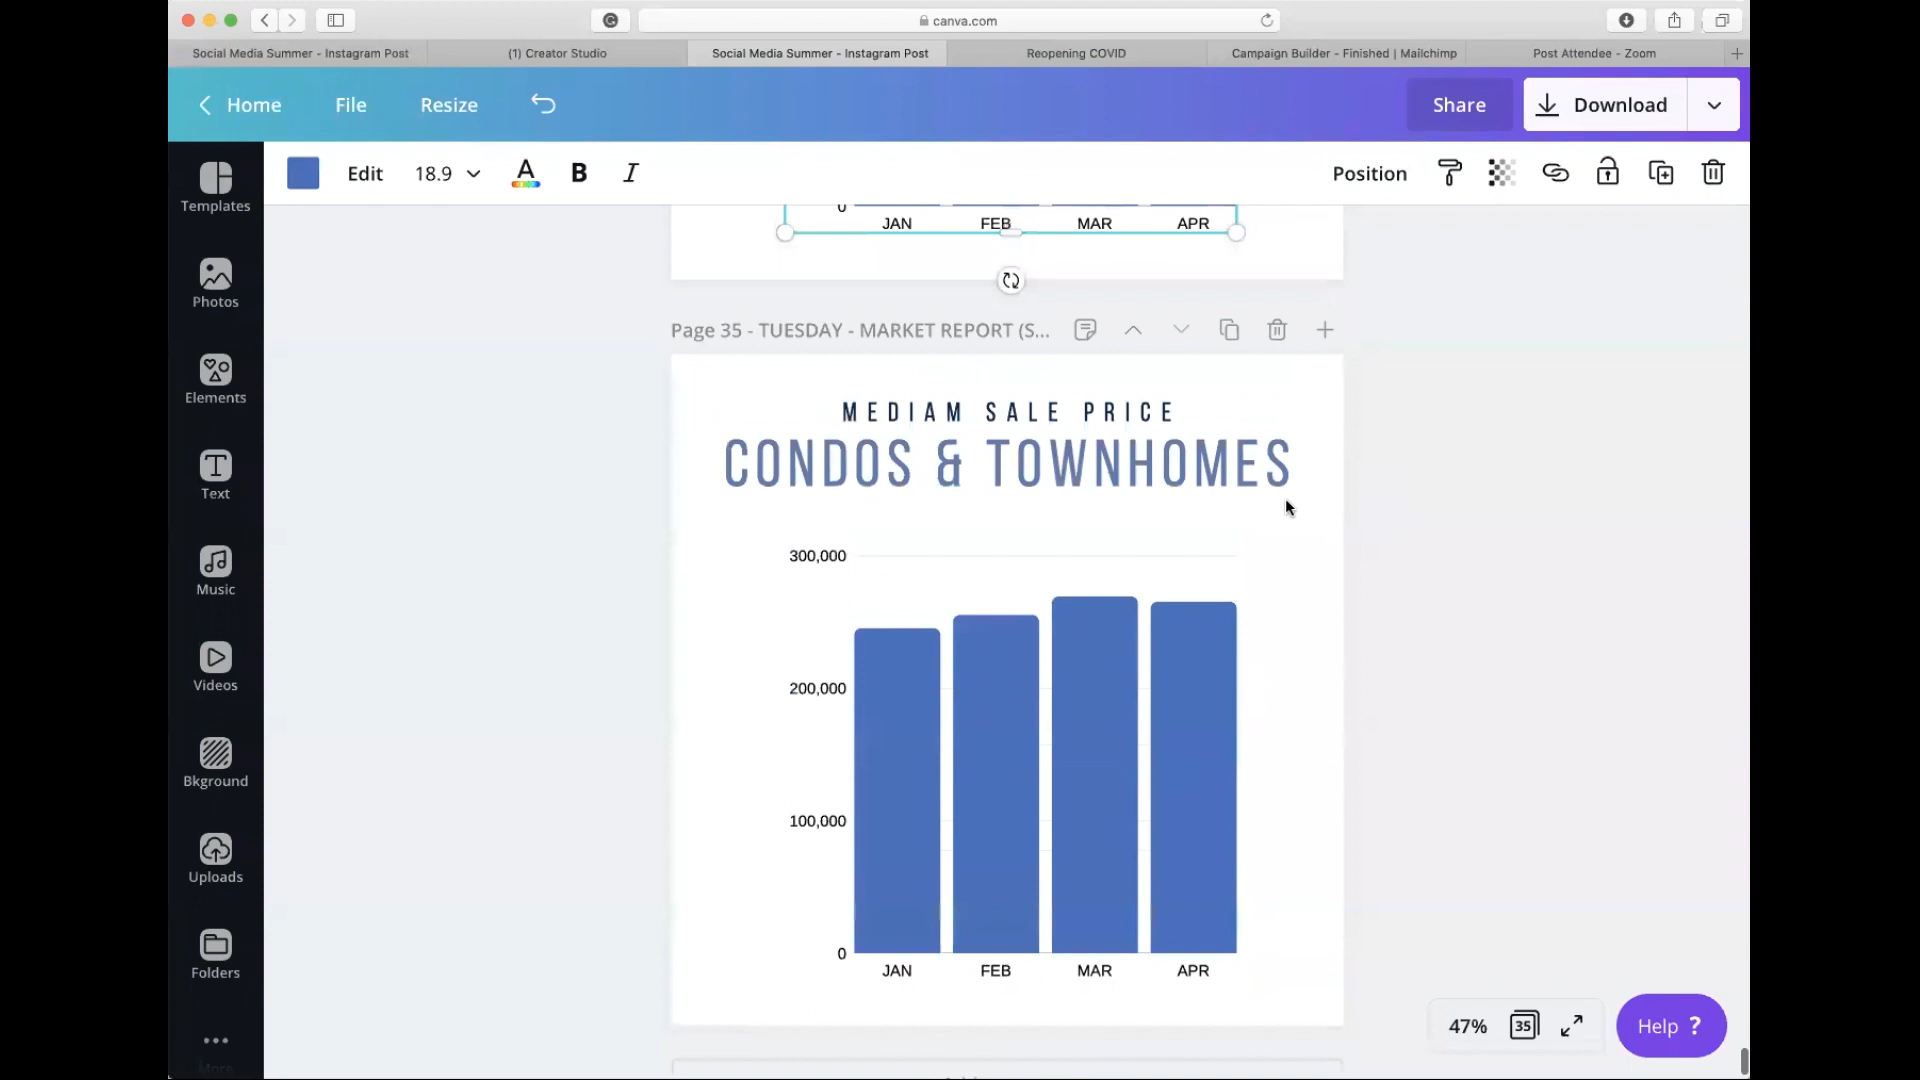 canva.com
Social Media Summer - Instagram Post
(1) Creator Studio
Social Media Summer - Instagram Post
Reopening COVID
Campaign Builder - Finished | Mailchimp
Post Attendee - Zoom
Home
File
Resize
Share
Download
Edit
18.9
A
B
I
Position
Templates
Photos
Elements
Text
Music
Videos
Bkground
Uploads
Folders
More
0
JAN FEB MAR APR
Page 35 - TUESDAY - MARKET REPORT (S...
MEDIAM SALE PRICE
CONDOS & TOWNHOMES
300,000
200,000
100,000
0
JAN FEB MAR APR
47%
35
Help ?